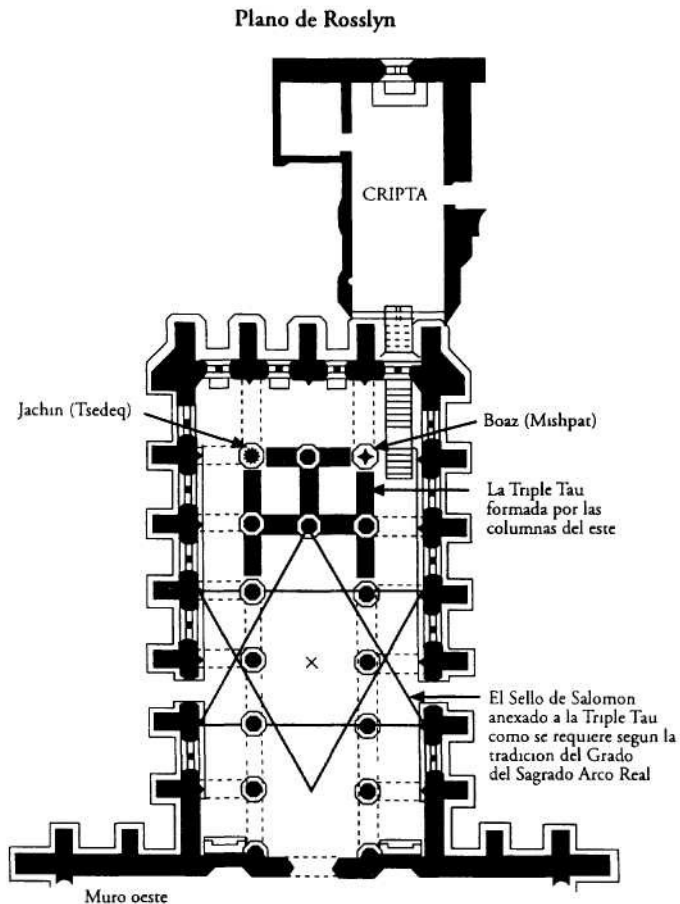 Plano de Rosslyn
CRIPTA
Jachin (Tsedeq)
Boaz (Mishpat)
La Triple Tau
formada por las
columnas del este
El Sello de Salomon
anexado a la Triple Tau
como se requiere segun la
tradicion del Grado
del Sagrado Arco Real
Muro oeste